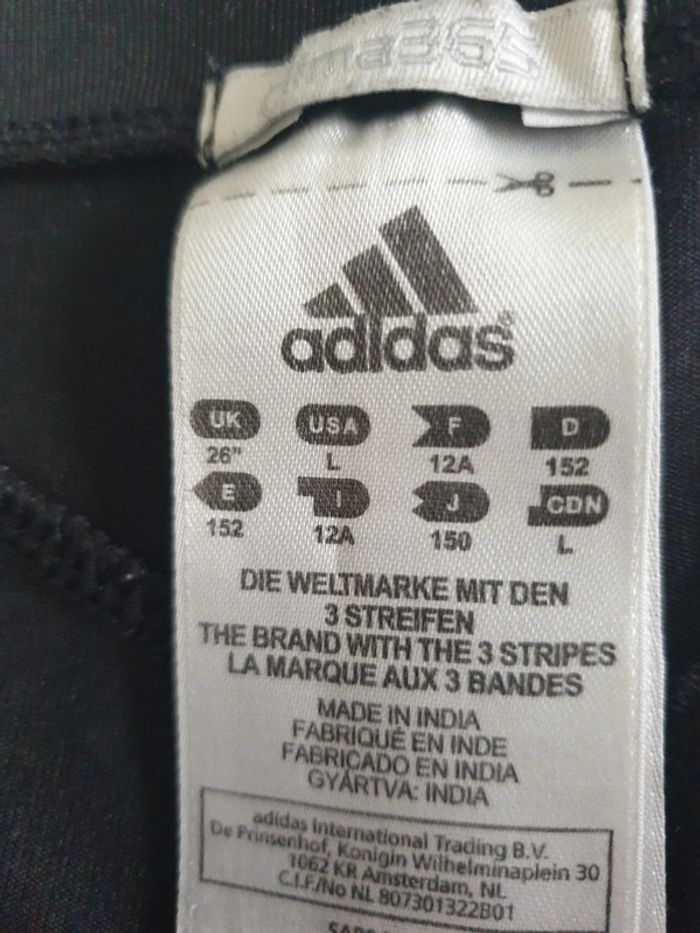 adidas
UK USA F D
26" L 12A 152
E I J CDN
152 12A 150 L
DIE WELTMARKE MIT DEN
3 STREIFEN
THE BRAND WITH THE 3 STRIPES
LA MARQUE AUX 3 BANDES
MADE IN INDIA
FABRIQUÉ EN INDE
FABRICADO EN INDIA
GYÁRTVA: INDIA
adidas International Trading B.V.
De Prinsenhof, Konigin Wilhelminaplein 30
1062 KR Amsterdam, NL
C.I.F/No NL 807301322B01